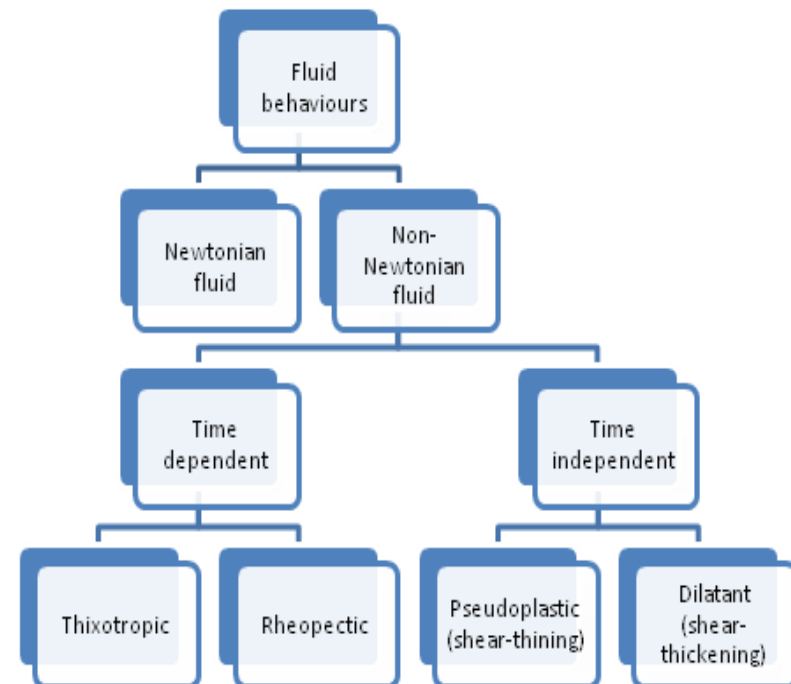 Fluid
behaviours
Newtonian
fluid
Non-
Newtonian
fluid
Time
dependent
Time
independent
Thixotropic
Rheopectic
Pseudoplastic
(shear-thining)
Dilatant
(shear-
thickening)